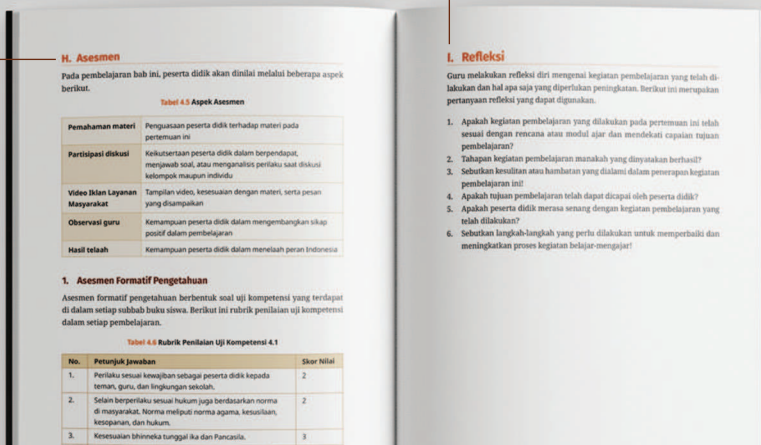 H. Asesmen
Pada pembelajaran bab ini, peserta didik akan dinilai melalui beberapa aspek
berikut.
Tabel 4.5 Aspek Asesmen
Pemahaman materi Penguasaan peserta didik terhadap materi pada
pertemuan ini
Partisipasi diskusi Keikutsertaan peserta didik dalam berpendapat,
menjawab soal, atau menganalisis perilaku saat diskusi
kelompok maupun individu
Video Iklan Layanan Tampilan video, kesesuaian dengan materi, serta pesan
Masyarakat yang disampaikan
Observasi guru Kemampuan peserta didik dalam mengembangkan sikap
positif dalam pembelajaran
Hasil telaah Kemampuan peserta didik dalam menelaah peran Indonesia
1. Asesmen Formatif Pengetahuan
Asesmen formatif pengetahuan berbentuk soal uji kompetensi yang terdapat
di dalam setiap subbab buku siswa. Berikut ini rubrik penilaian uji kompetensi
dalam setiap pembelajaran.
Tabel 4.6 Rubrik Penilaian Uji Kompetensi 4.1
No. Petunjuk Jawaban Skor Nilai
1. Perilaku sesuai kewajiban sebagai peserta didik kepada 2
teman, guru, dan lingkungan sekolah.
2. Selain berperilaku sesuai hukum juga berdasarkan norma 2
di masyarakat. Norma meliputi norma agama, kesusilaan,
kesopanan, dan hukum.
3. Kesesuaian bhinneka tunggal ika dan Pancasila. 3
I. Refleksi
Guru melakukan refleksi diri mengenai kegiatan pembelajaran yang telah di-
lakukan dan hal apa saja yang diperlukan peningkatan. Berikut ini merupakan
pertanyaan refleksi yang dapat digunakan.
1. Apakah kegiatan pembelajaran yang dilakukan pada pertemuan ini telah
sesuai dengan rencana atau modul ajar dan mendekati capaian tujuan
pembelajaran?
2. Tahapan kegiatan pembelajaran manakah yang dinyatakan berhasil?
3. Sebutkan kesulitan atau hambatan yang dialami dalam penerapan kegiatan
pembelajaran ini!
4. Apakah tujuan pembelajaran telah dapat dicapai oleh peserta didik?
5. Apakah peserta didik merasa senang dengan kegiatan pembelajaran yang
telah dilakukan?
6. Sebutkan langkah-langkah yang perlu dilakukan untuk memperbaiki dan
meningkatkan proses kegiatan belajar-mengajar!